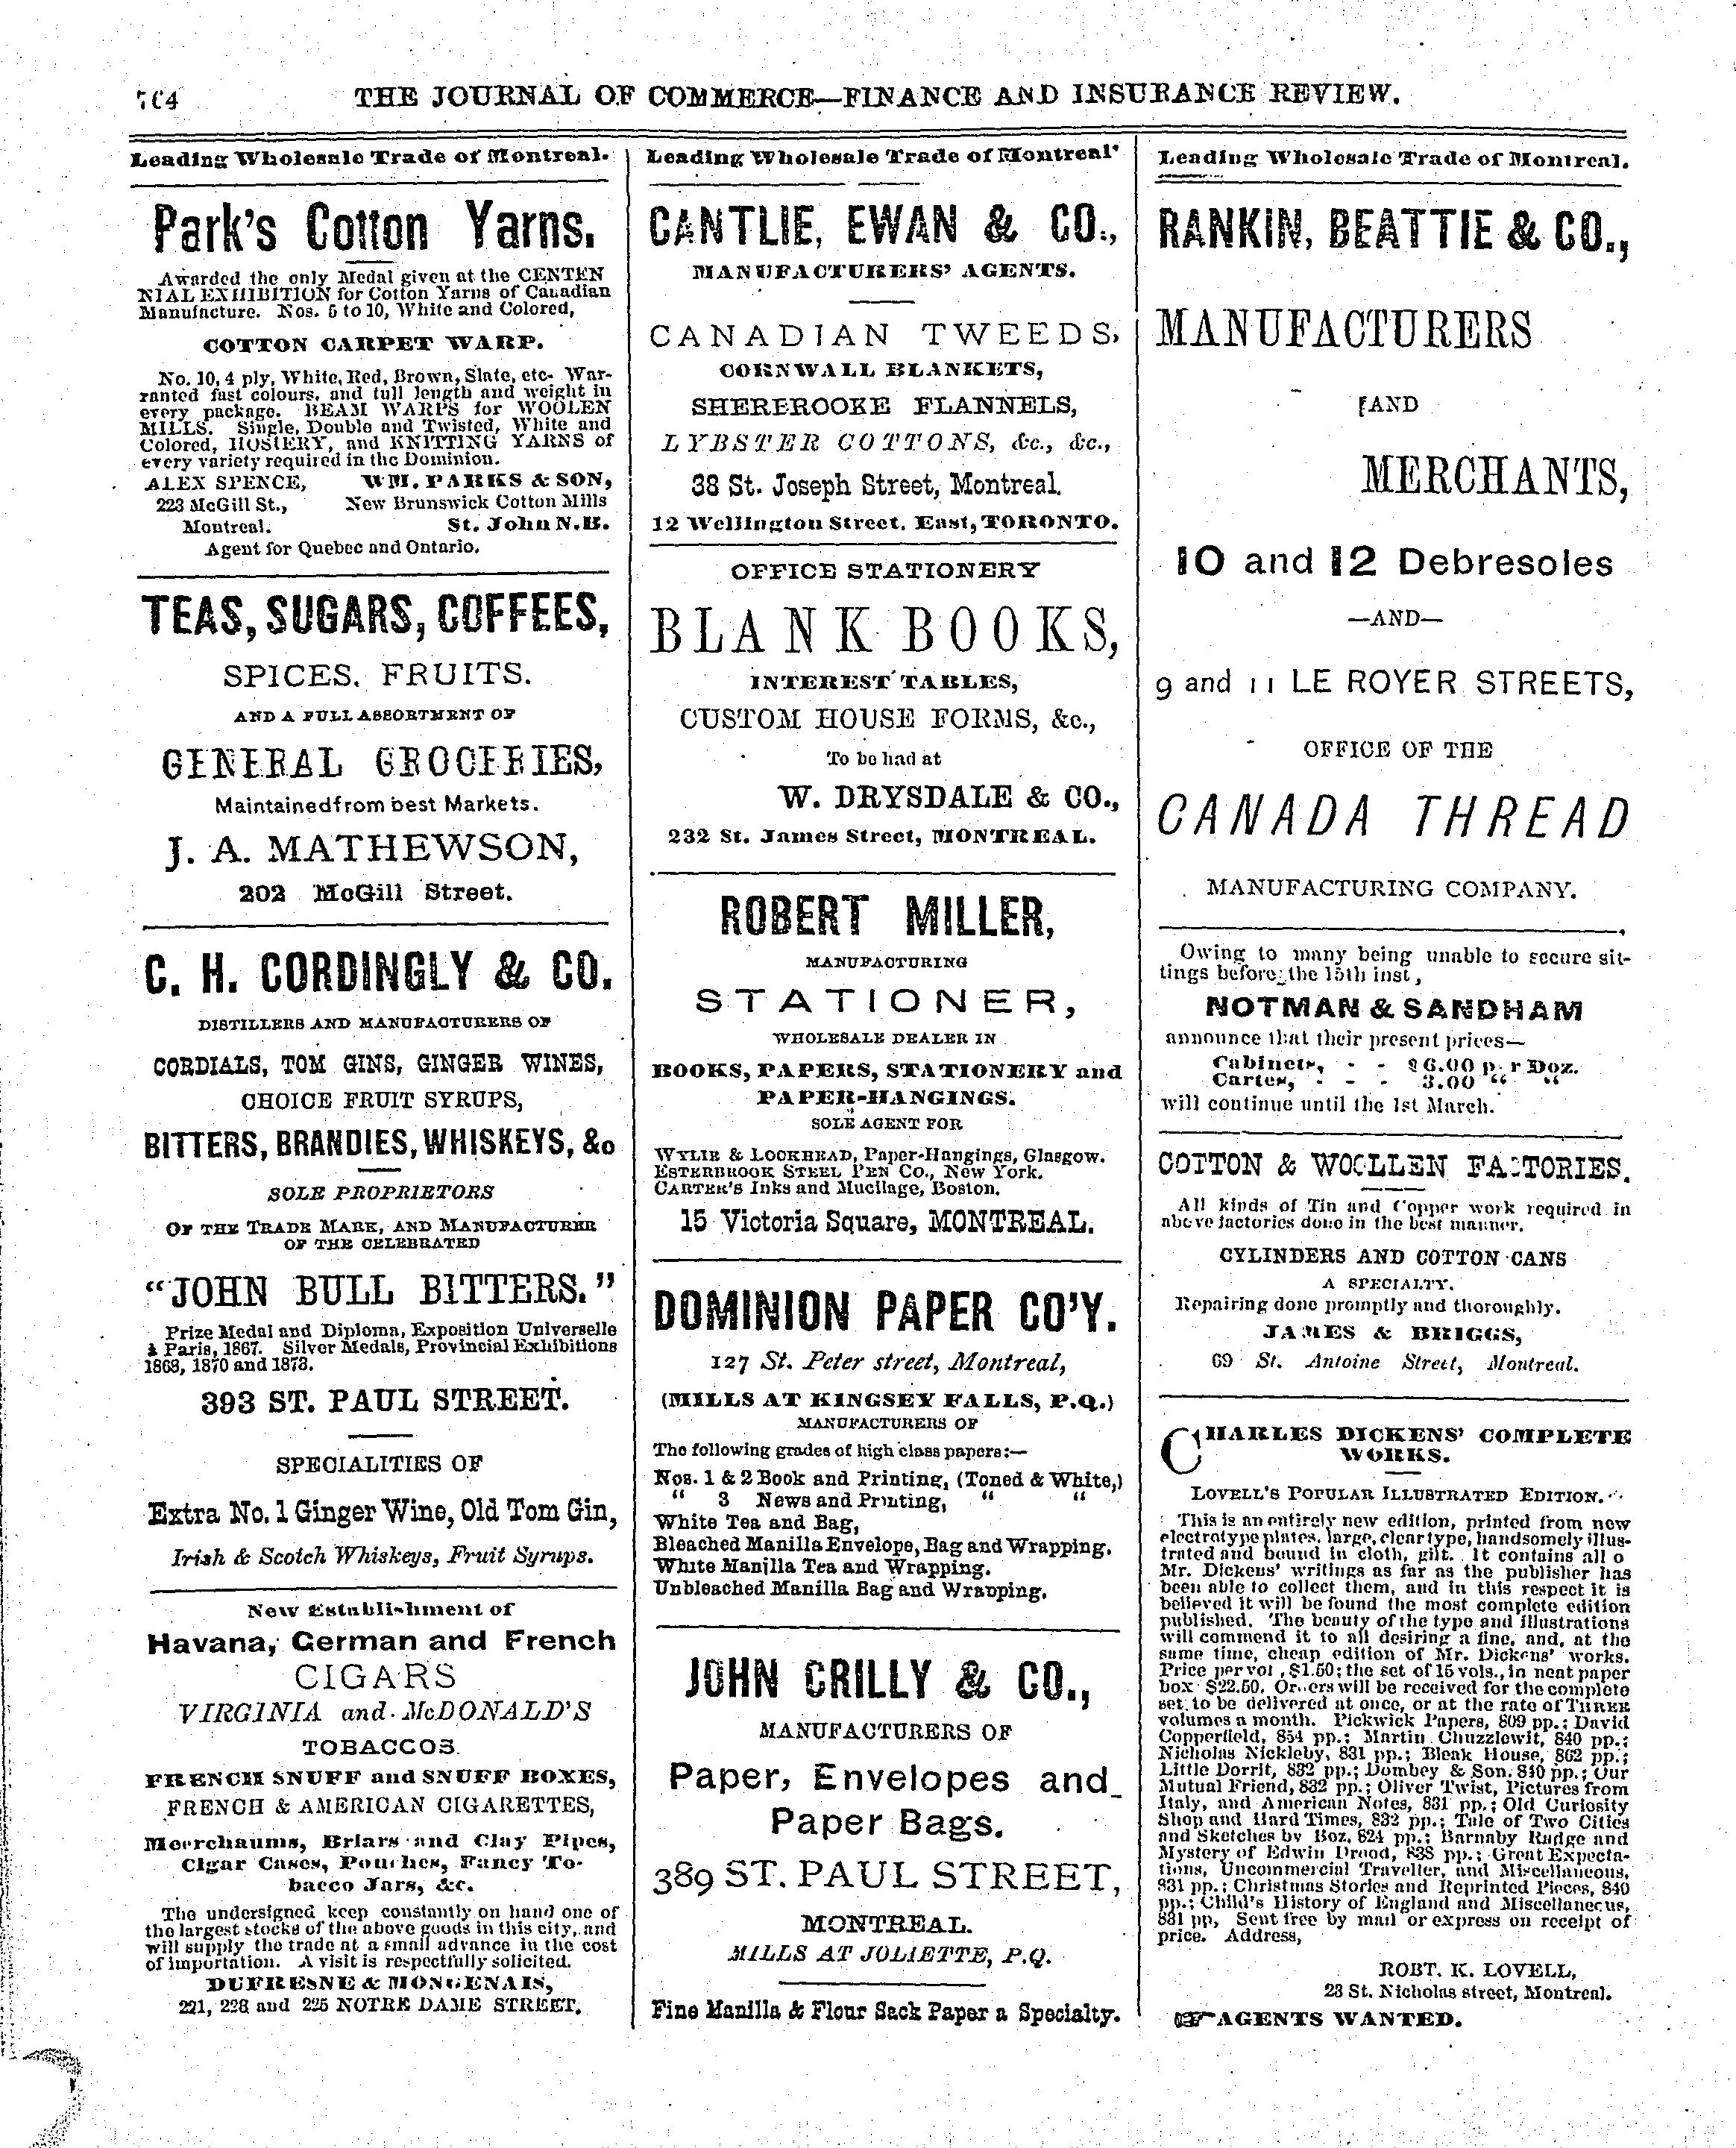 704 THE JOURNAL OF COMMERCE—FINANCE AND INSURANCE REVIEW.
Leading Wholesale Trade of Montreal.
Park's Cotton Yarns.
Awarded the only Medal given at the CENTEN
NIAL EXHIBITION for Cotton Yarns of Canadian
Manufacture. Nos. 5 to 10, White and Colored,
COTTON CARPET WARP.
No. 10, 4 ply, White, Red, Brown, Slate, etc- War-
ranted fast colours, and full length and weight in
every package. BEAM WARPS for WOOLEN
MILLS. Single, Double and Twisted, White and
Colored, HOSIERY, and KNITTING YARNS of
every variety required in the Dominion.
ALEX SPENCE, WM. PARKS & SON,
223 McGill St., New Brunswick Cotton Mills
Montreal. St. John N.B.
Agent for Quebec and Ontario.
TEAS, SUGARS, COFFEES,
SPICES. FRUITS.
AND A FULL ASSORTMENT OF
GENERAL GROCERIES,
Maintained from best Markets.
J. A. MATHEWSON,
202 McGill Street.
C. H. CORDINGLY & CO.
DISTILLERS AND MANUFACTURERS OF
CORDIALS, TOM GINS, GINGER WINES,
CHOICE FRUIT SYRUPS,
BITTERS, BRANDIES, WHISKEYS, &c
SOLE PROPRIETORS
OF THE TRADE MARK, AND MANUFACTURER
OF THE CELEBRATED
"JOHN BULL BITTERS."
Prize Medal and Diploma, Exposition Universelle
à Paris, 1867. Silver Medals, Provincial Exhibitions
1868, 1870 and 1873.
393 ST. PAUL STREET.
SPECIALITIES OF
Extra No. 1 Ginger Wine, Old Tom Gin,
Irish & Scotch Whiskeys, Fruit Syrups.
New Establishment of
Havana, German and French
CIGARS
VIRGINIA and McDONALD'S
TOBACCOS.
FRENCH SNUFF and SNUFF BOXES,
FRENCH & AMERICAN CIGARETTES,
Meerchaums, Briars and Clay Pipes,
Cigar Cases, Pouches, Fancy To-
bacco Jars, &c.
The undersigned keep constantly on hand one of
the largest stocks of the above goods in this city, and
will supply the trade at a small advance in the cost
of importation. A visit is respectfully solicited.
DUFRESNE & MONGENAIS,
221, 223 and 225 NOTRE DAME STREET.
Leading Wholesale Trade of Montreal'
CANTLIE, EWAN & CO.,
MANUFACTURERS' AGENTS.
CANADIAN TWEEDS,
CORNWALL BLANKETS,
SHERBROOKE FLANNELS,
LYBSTER COTTONS, &c., &c.,
38 St. Joseph Street, Montreal.
12 Wellington Street. East, TORONTO.
OFFICE STATIONERY
BLANK BOOKS,
INTEREST TABLES,
CUSTOM HOUSE FORMS, &c.,
To be had at
W. DRYSDALE & CO.,
232 St. James Street, MONTREAL.
ROBERT MILLER,
MANUFACTURING
STATIONER,
WHOLESALE DEALER IN
BOOKS, PAPERS, STATIONERY and
PAPER-HANGINGS.
SOLE AGENT FOR
WYLIE & LOCKHEAD, Paper-Hangings, Glasgow.
ESTERBROOK STEEL PEN CO., New York.
CARTER'S Inks and Mucilage, Boston.
15 Victoria Square, MONTREAL.
DOMINION PAPER CO'Y.
127 St. Peter street, Montreal,
(MILLS AT KINGSEY FALLS, P.Q.)
MANUFACTURERS OF
The following grades of high class papers:—
Nos. 1 & 2 Book and Printing, (Toned & White,)
" 3 News and Printing, " "
White Tea and Bag,
Bleached Manilla Envelope, Bag and Wrapping.
White Manilla Tea and Wrapping.
Unbleached Manilla Bag and Wrapping.
JOHN CRILLY & CO.,
MANUFACTURERS OF
Paper, Envelopes and
Paper Bags.
389 ST. PAUL STREET,
MONTREAL.
MILLS AT JOLIETTE, P.Q.
Fine Manilla & Flour Sack Paper a Specialty.
Leading Wholesale Trade of Montreal.
RANKIN, BEATTIE & CO.,
MANUFACTURERS
[AND
MERCHANTS,
10 and 12 Debresoles
—AND—
9 and 11 LE ROYER STREETS,
OFFICE OF THE
CANADA THREAD
MANUFACTURING COMPANY.
Owing to many being unable to secure sit-
tings before the 15th inst,
NOTMAN & SANDHAM
announce that their present prices—
Cabinets, - - $6.00 p r Doz.
Cartes, - - - 3.00 " "
will continue until the 1st March.
COTTON & WOOLLEN FACTORIES.
All kinds of Tin and Copper work required in
above factories done in the best manner.
CYLINDERS AND COTTON CANS
A SPECIALTY.
Repairing done promptly and thoroughly.
JAMES & BRIGGS,
69 St. Antoine Street, Montreal.
CHARLES DICKENS' COMPLETE
WORKS.
LOVELL'S POPULAR ILLUSTRATED EDITION.
This is an entirely new edition, printed from new
electrotype plates, large, clear type, handsomely illus-
trated and bound in cloth, gilt. It contains all o
Mr. Dickens' writings as far as the publisher has
been able to collect them, and in this respect it is
believed it will be found the most complete edition
published. The beauty of the type and illustrations
will commend it to all desiring a fine, and, at the
same time, cheap edition of Mr. Dickens' works.
Price per vol, $1.50; the set of 15 vols., in neat paper
box $22.50. Orders will be received for the complete
set, to be delivered at once, or at the rate of THREE
volumes a month. Pickwick Papers, 809 pp.; David
Copperfield, 854 pp.; Martin Chuzzlewit, 840 pp.;
Nicholas Nickleby, 831 pp.; Bleak House, 862 pp.;
Little Dorrit, 832 pp.; Dombey & Son. 840 pp.; Our
Mutual Friend, 832 pp.; Oliver Twist, Pictures from
Italy, and American Notes, 831 pp.; Old Curiosity
Shop and Hard Times, 832 pp.; Tale of Two Cities
and Sketches by Boz, 824 pp.; Barnaby Rudge and
Mystery of Edwin Drood, 838 pp.; Great Expecta-
tions, Uncommercial Traveller, and Miscellaneous,
831 pp.; Christmas Stories and Reprinted Pieces, 840
pp.; Child's History of England and Miscellaneous,
831 pp, Sent free by mail or express on receipt of
price. Address,
ROBT. K. LOVELL,
23 St. Nicholas street, Montreal.
AGENTS WANTED.